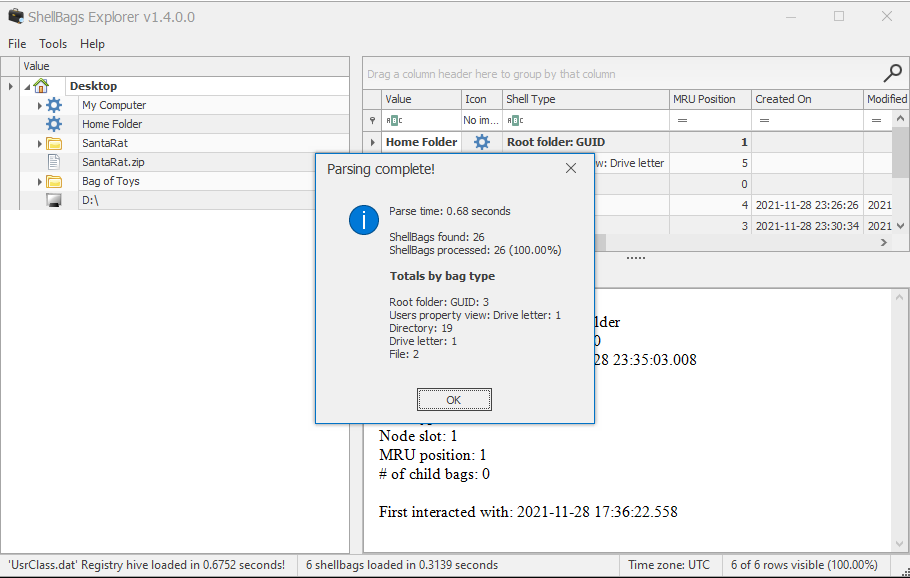 ShellBags Explorer v1.4.0.0
File Tools Help
Value
Desktop
My Computer
Home Folder
SantaRat
SantaRat.zip
Bag of Toys
D:\
Drag a column header here to group by that column
Value Icon Shell Type MRU Position Created On Modified
No im...
= = =
Home Folder Root folder: GUID 1
w: Drive letter 5
0
4 2021-11-28 23:26:26 2021
3 2021-11-28 23:30:34 2021
Parsing complete!
Parse time: 0.68 seconds
ShellBags found: 26
ShellBags processed: 26 (100.00%)
Totals by bag type
Root folder: GUID: 3
Users property view: Drive letter: 1
Directory: 19
Drive letter: 1
File: 2
OK
lder
0
28 23:35:03.008
Node slot: 1
MRU position: 1
# of child bags: 0
First interacted with: 2021-11-28 17:36:22.558
'UsrClass.dat' Registry hive loaded in 0.6752 seconds! 6 shellbags loaded in 0.3139 seconds Time zone: UTC 6 of 6 rows visible (100.00%)